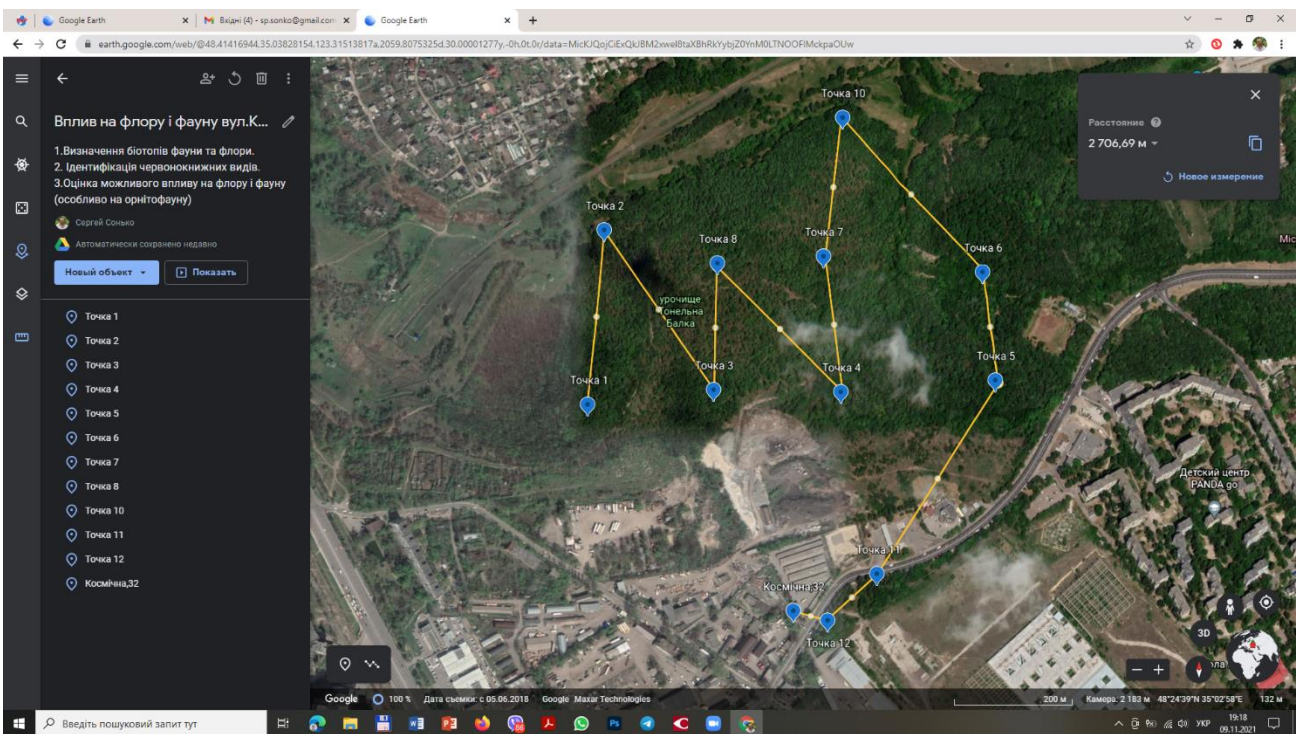 Google Earth
Вхідні (4) - sp.sonko@gmail.com
Google Earth
earth.google.com/web/@48.41416944,35.03828154,123.31513817a,2059.8075325d,30.00001277y,-0h,0t,0r/data=
Вплив на флору і фауну вул.К...
1.Визначення біотопів фауни та флори.
2. Ідентифікація червонокнижних видів.
3.Оцінка можливого впливу на флору і фауну
(особливо на орнітофауну)
Сергей Сонько
Автоматически сохранено недавно
Новый объект
Показать
Точка 1
Точка 2
Точка 3
Точка 4
Точка 5
Точка 6
Точка 7
Точка 8
Точка 10
Точка 11
Точка 12
Космічна,32
Точка 10
Точка 2
Точка 7
Точка 8
Точка 6
урочище
Тонельна
Балка
Точка 5
Точка 3
Точка 4
Точка 1
Точка 11
Космічна,32
Точка 12
Детский центр
PANDA go
Міс
Расстояние
2 706,69 м
Новое измерение
3D
Google
100 %
Дата съемки: с 05.06.2018
Google
Maxar Technologies
200 м
Камера: 2 183 м
48°24'39"N 35°02'58"E
132 м
Введіть пошуковий запит тут
УКР
19:18
09.11.2021